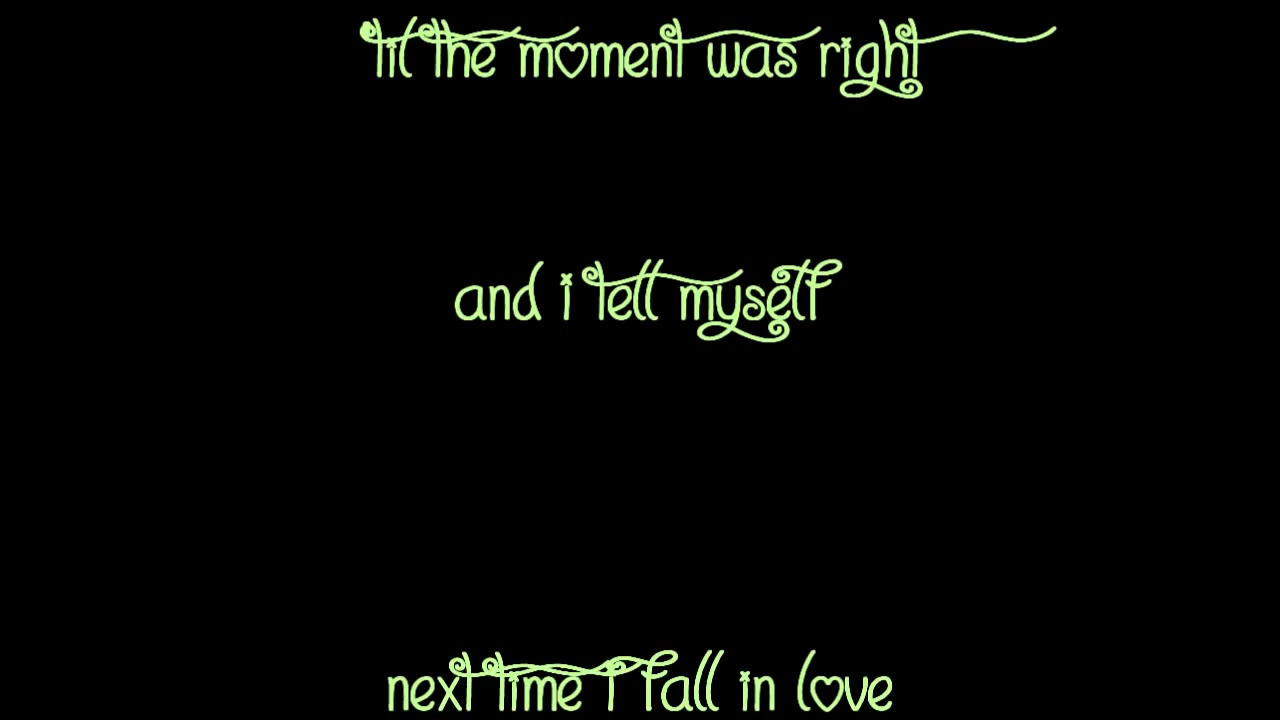 'til the moment was right
and i tell myself
next time I fall in love